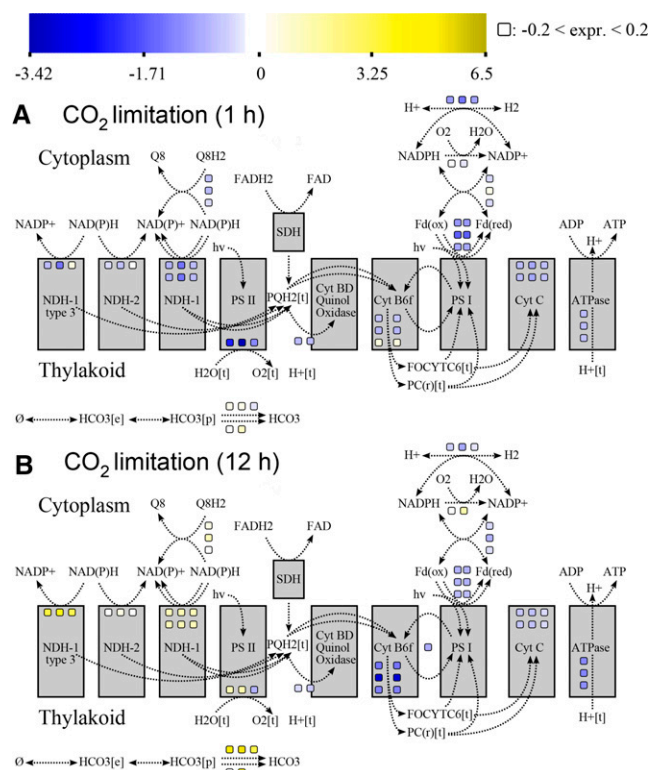 -3.42 -1.71 0 3.25 6.5
: -0.2 < expr. < 0.2
A CO2 limitation (1 h)
H+ H2
O2 H2O
NADPH NADP+
Cytoplasm
Q8 Q8H2
FADH2 FAD
NADP+ NAD(P)H NAD(P)+ NAD(P)H
Fd(ox) Fd(red)
ADP ATP
H+
SDH
hν
hν
NDH-1
type 3
NDH-2
NDH-1
PS II
PQH2[t]
Cyt BD
Quinol
Oxidase
Cyt B6f
PS I
Cyt C
ATPase
Thylakoid
H2O[t] O2[t] H+[t]
FOCYTC6[t]
PC(r)[t]
H+[t]
Ø HCO3[e] HCO3[p] HCO3
B CO2 limitation (12 h)
H+ H2
O2 H2O
NADPH NADP+
Cytoplasm
Q8 Q8H2
FADH2 FAD
NADP+ NAD(P)H NAD(P)+ NAD(P)H
Fd(ox) Fd(red)
ADP ATP
H+
SDH
hν
hν
NDH-1
type 3
NDH-2
NDH-1
PS II
PQH2[t]
Cyt BD
Quinol
Oxidase
Cyt B6f
PS I
Cyt C
ATPase
Thylakoid
H2O[t] O2[t] H+[t]
FOCYTC6[t]
PC(r)[t]
H+[t]
Ø HCO3[e] HCO3[p] HCO3